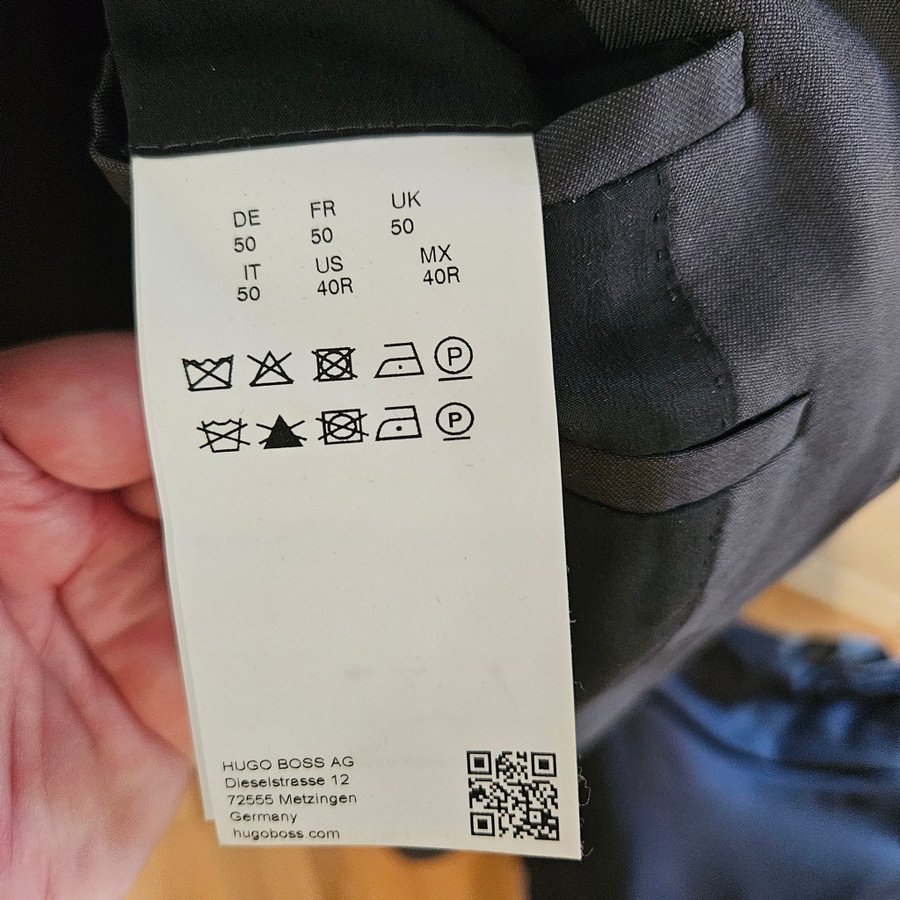 DE FR UK
50 50 50
IT US MX
50 40R 40R
P
P
HUGO BOSS AG
Dieselstrasse 12
72555 Metzingen
Germany
hugoboss.com